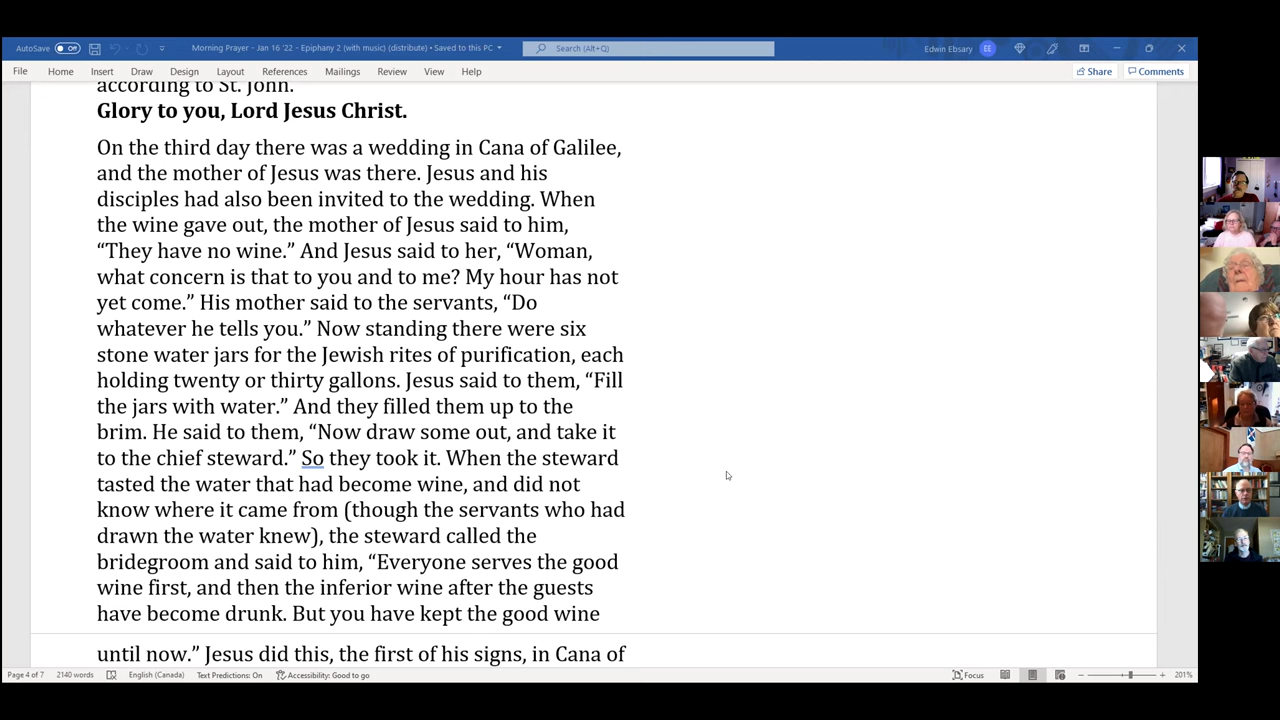 AutoSave Off
Morning Prayer - Jan 16 '22 - Epiphany 2 (with music) (distribute) • Saved to this PC
Search (Alt+Q)
Edwin Ebsary EE
File Home Insert Draw Design Layout References Mailings Review View Help
Share Comments
according to St. John.
Glory to you, Lord Jesus Christ.
On the third day there was a wedding in Cana of Galilee,
and the mother of Jesus was there. Jesus and his
disciples had also been invited to the wedding. When
the wine gave out, the mother of Jesus said to him,
“They have no wine.” And Jesus said to her, “Woman,
what concern is that to you and to me? My hour has not
yet come.” His mother said to the servants, “Do
whatever he tells you.” Now standing there were six
stone water jars for the Jewish rites of purification, each
holding twenty or thirty gallons. Jesus said to them, “Fill
the jars with water.” And they filled them up to the
brim. He said to them, “Now draw some out, and take it
to the chief steward.” So they took it. When the steward
tasted the water that had become wine, and did not
know where it came from (though the servants who had
drawn the water knew), the steward called the
bridegroom and said to him, “Everyone serves the good
wine first, and then the inferior wine after the guests
have become drunk. But you have kept the good wine
until now.” Jesus did this, the first of his signs, in Cana of
Page 4 of 7 2140 words English (Canada) Text Predictions: On Accessibility: Good to go Focus 201%